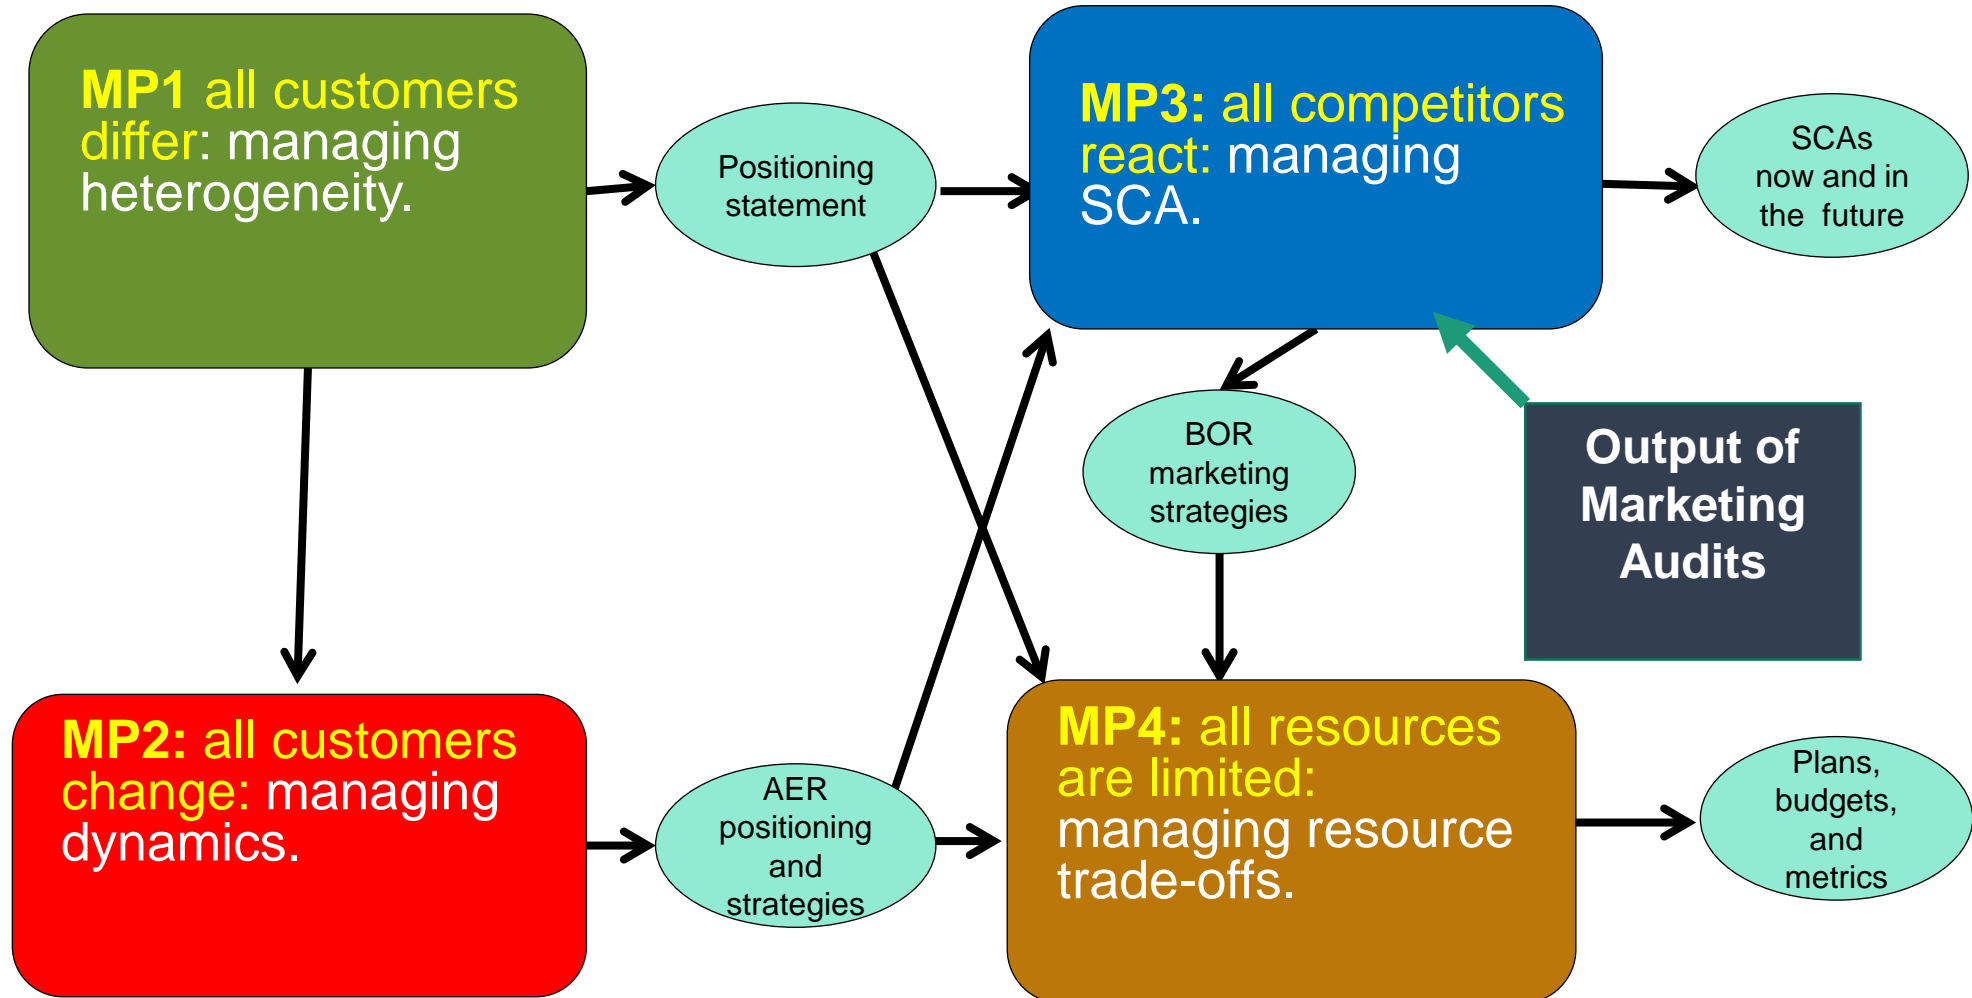 MP1 all customers
differ: managing
heterogeneity.
Positioning
statement
MP3: all competitors
react: managing
SCA.
SCAs
now and in
the future
BOR
marketing
strategies
Output of
Marketing
Audits
MP2: all customers
change: managing
dynamics.
AER
positioning
and
strategies
MP4: all resources
are limited:
managing resource
trade-offs.
Plans,
budgets,
and
metrics